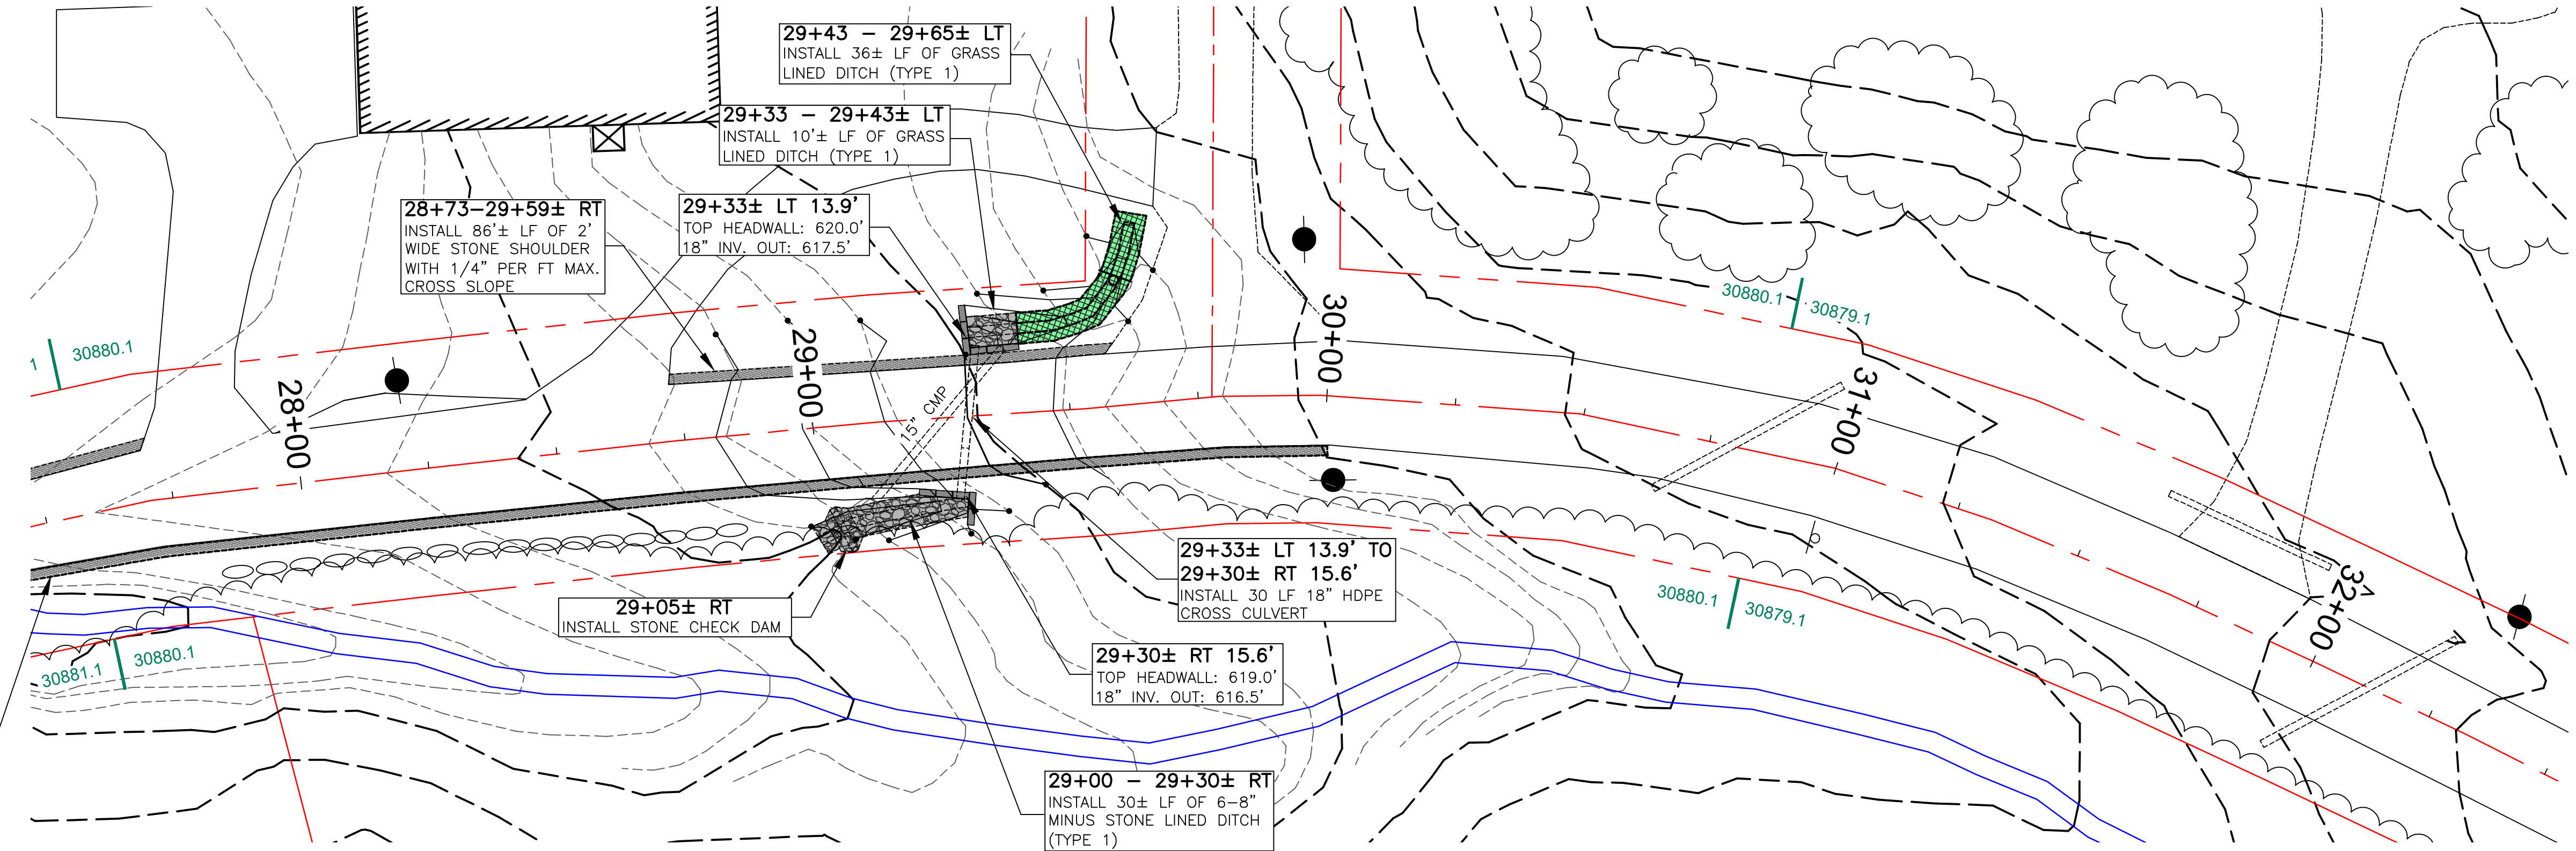 29+43 – 29+65± LT
INSTALL 36± LF OF GRASS
LINED DITCH (TYPE 1)
29+33 – 29+43± LT
INSTALL 10'± LF OF GRASS
LINED DITCH (TYPE 1)
28+73–29+59± RT
INSTALL 86'± LF OF 2'
WIDE STONE SHOULDER
WITH 1/4" PER FT MAX.
CROSS SLOPE
29+33± LT 13.9'
TOP HEADWALL: 620.0'
18" INV. OUT: 617.5'
1
30880.1
28+00
29+00
15" CMP
30+00
30880.1
30879.1
31+00
32+00
29+05± RT
INSTALL STONE CHECK DAM
29+33± LT 13.9' TO
29+30± RT 15.6'
INSTALL 30 LF 18" HDPE
CROSS CULVERT
30880.1
30879.1
30881.1
30880.1
29+30± RT 15.6'
TOP HEADWALL: 619.0'
18" INV. OUT: 616.5'
29+00 – 29+30± RT
INSTALL 30± LF OF 6–8"
MINUS STONE LINED DITCH
(TYPE 1)